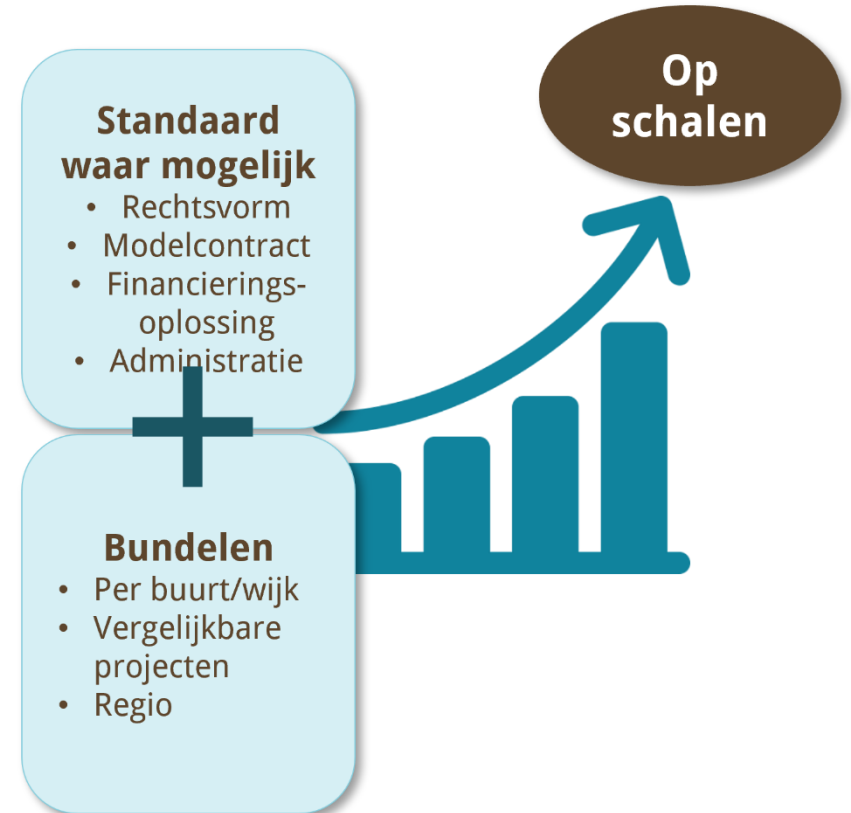 Standaard
waar mogelijk
• Rechtsvorm
• Modelcontract
• Financierings-
oplossing
• Administratie
Bundelen
• Per buurt/wijk
• Vergelijkbare
projecten
• Regio
Op
schalen